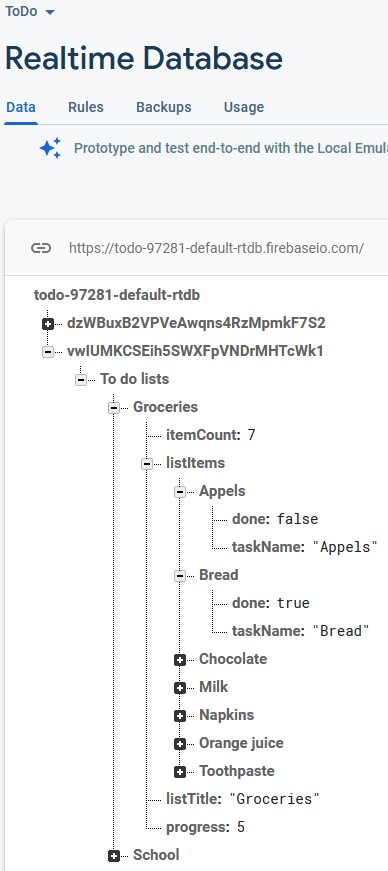 ToDo
Realtime Database
Data Rules Backups Usage
Prototype and test end-to-end with the Local Emul
https://todo-97281-default-rtdb.firebaseio.com/
todo-97281-default-rtdb
dzWBuxB2VPVeAwqns4RzMpmkF7S2
vwIUMKCSEih5SWXFpVNDrMHTcWk1
To do lists
Groceries
itemCount: 7
listItems
Appels
done: false
taskName: "Appels"
Bread
done: true
taskName: "Bread"
Chocolate
Milk
Napkins
Orange juice
Toothpaste
listTitle: "Groceries"
progress: 5
School